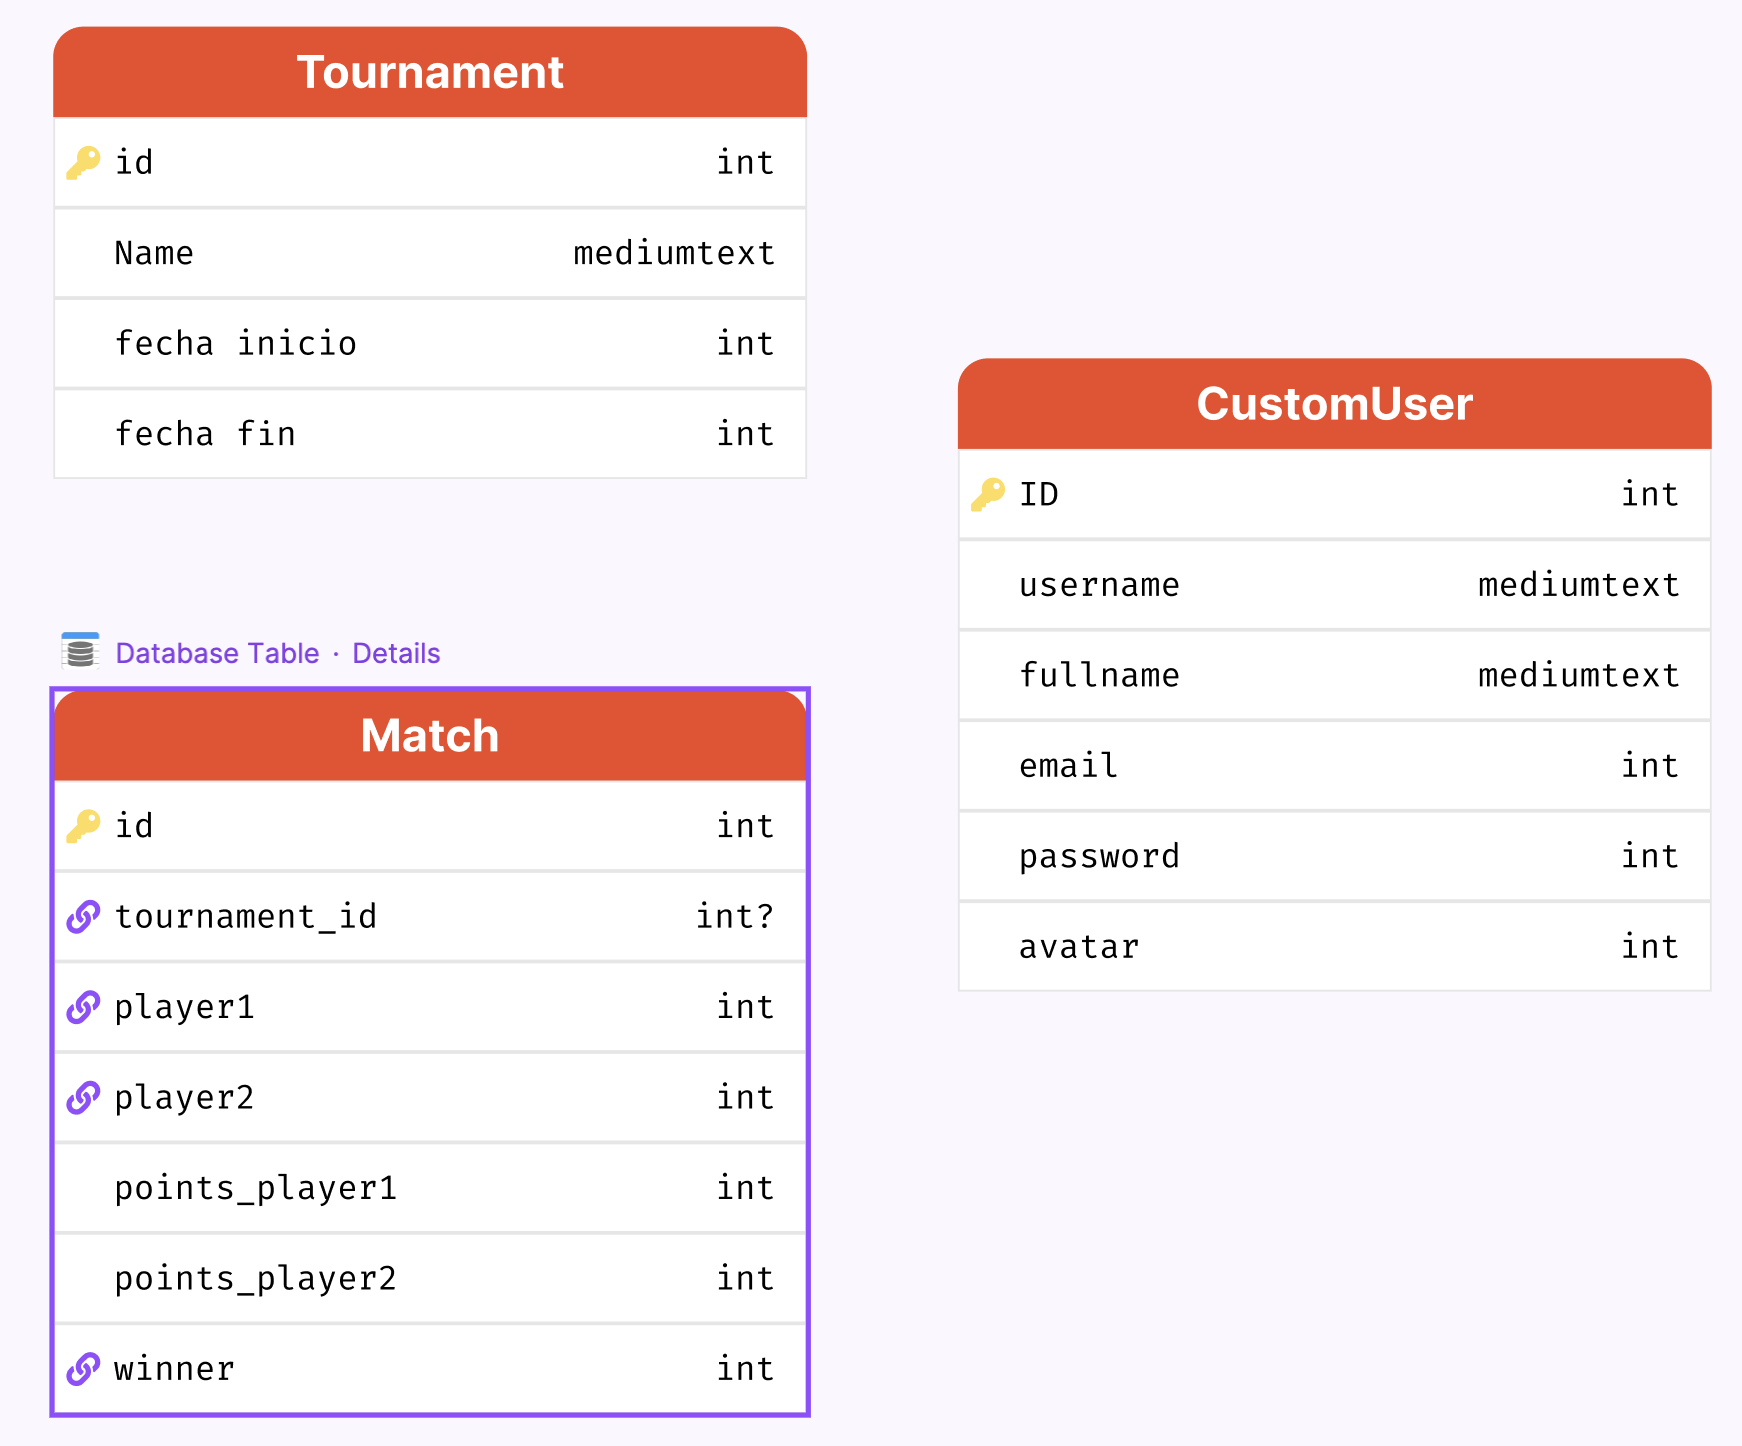 Tournament
id int
Name mediumtext
fecha inicio int
fecha fin int
Database Table · Details
Match
id int
tournament_id int?
player1 int
player2 int
points_player1 int
points_player2 int
winner int
CustomUser
ID int
username mediumtext
fullname mediumtext
email int
password int
avatar int